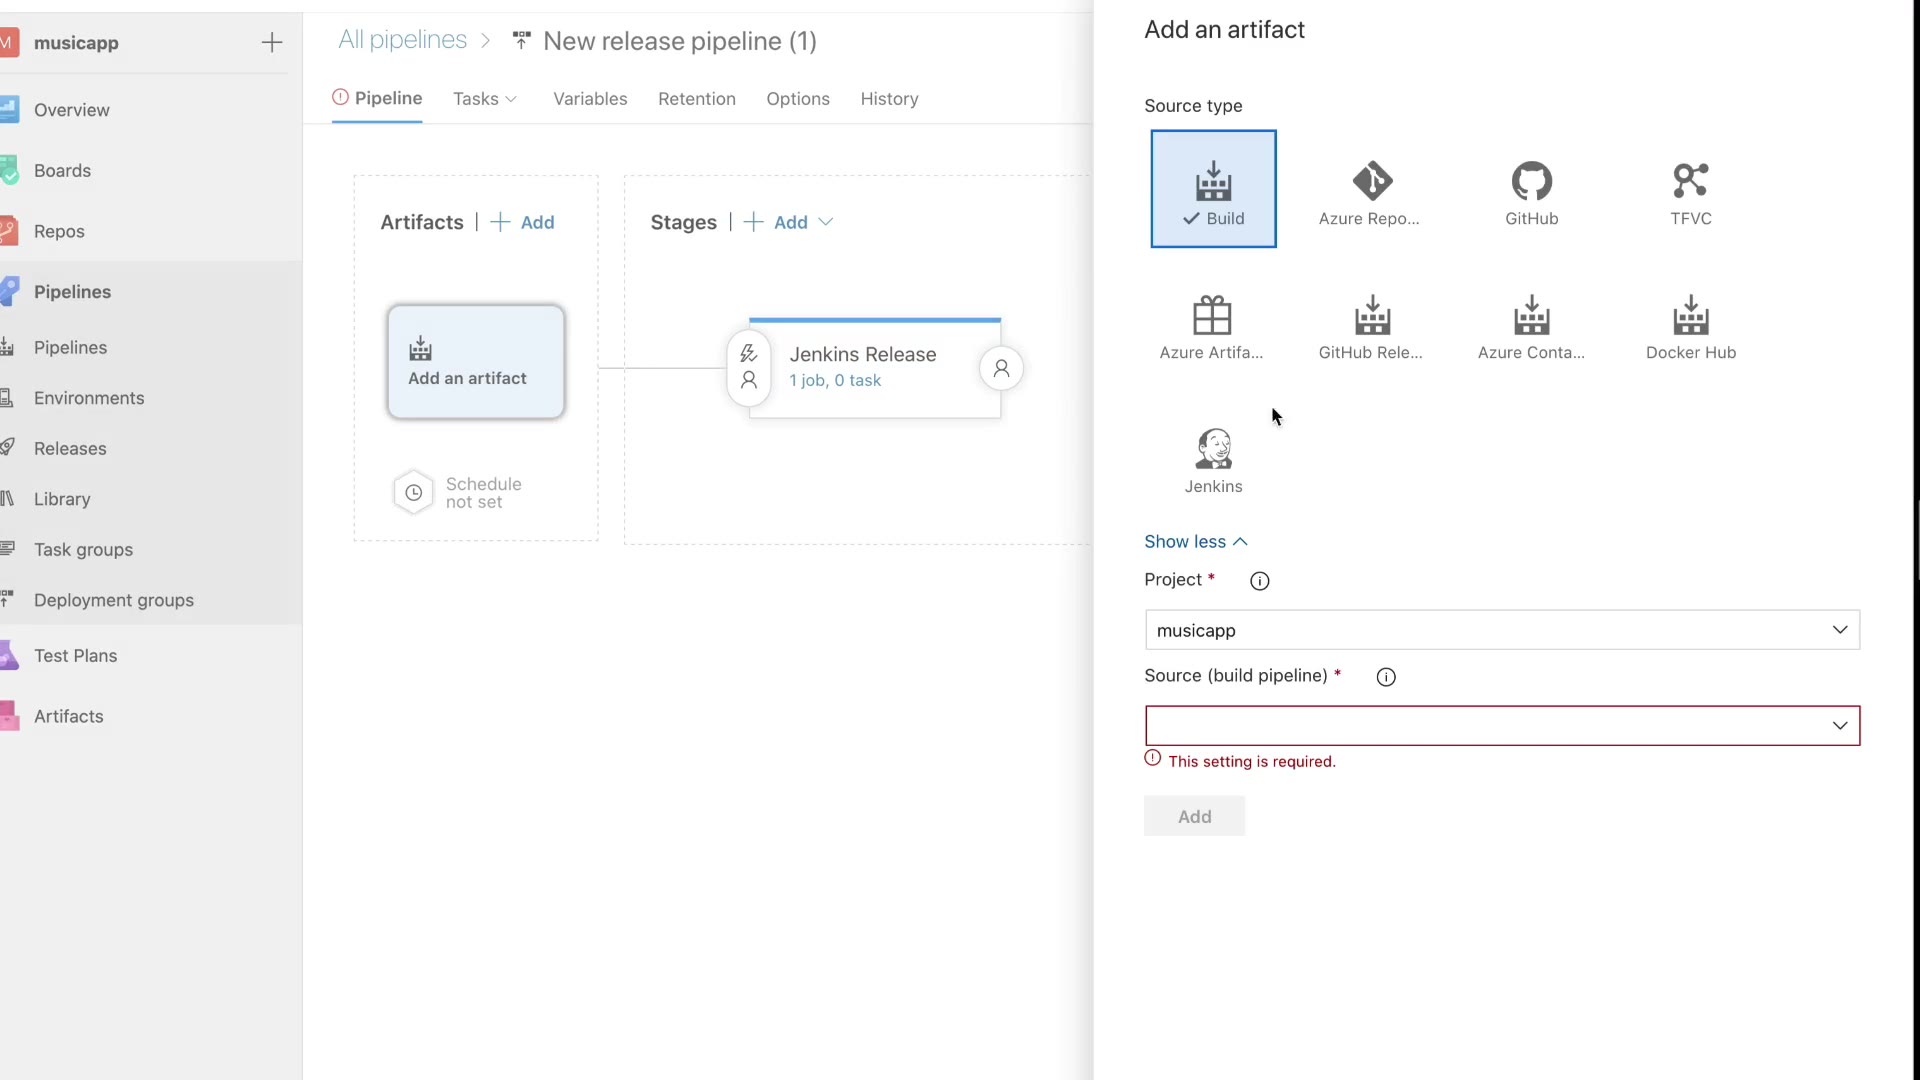 M musicapp
Overview
Boards
Repos
Pipelines
Pipelines
Environments
Releases
Library
Task groups
Deployment groups
Test Plans
Artifacts
All pipelines > New release pipeline (1)
Pipeline Tasks Variables Retention Options History
Artifacts | + Add
Add an artifact
Schedule
not set
Stages | + Add
Jenkins Release
1 job, 0 task
Add an artifact
Source type
Build Azure Repo... GitHub TFVC
Azure Artifa... GitHub Rele... Azure Conta... Docker Hub
Jenkins
Show less
Project *
musicapp
Source (build pipeline) *
This setting is required.
Add